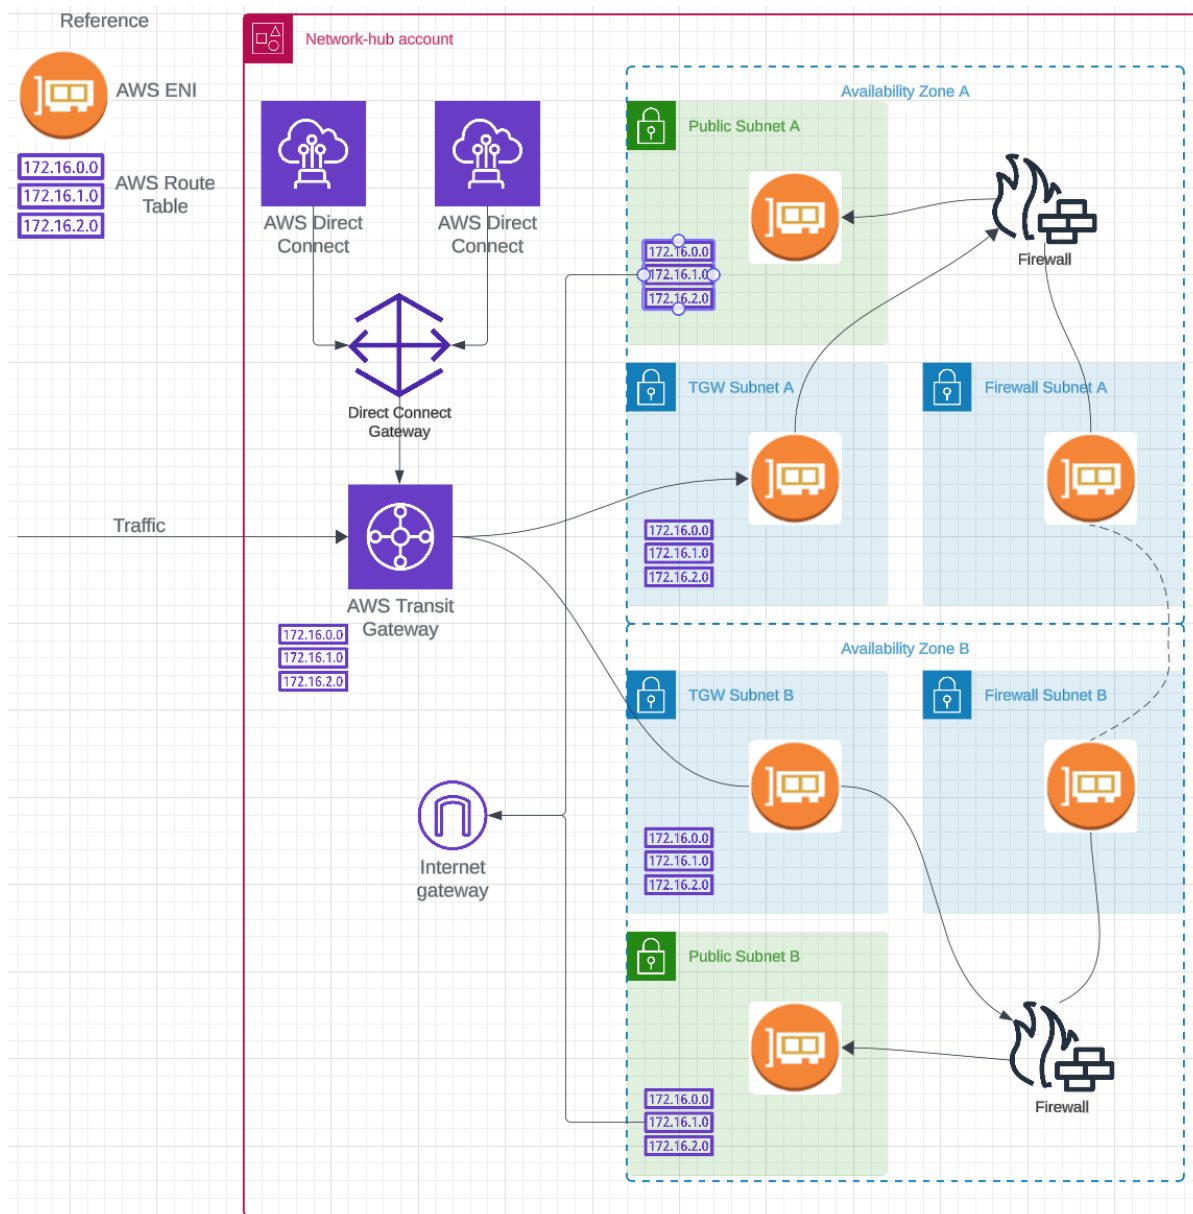 Reference
AWS ENI
172.16.0.0
172.16.1.0
172.16.2.0
AWS Route
Table
Network-hub account
AWS Direct
Connect
AWS Direct
Connect
Direct Connect
Gateway
Traffic
AWS Transit
Gateway
172.16.0.0
172.16.1.0
172.16.2.0
Internet
gateway
Availability Zone A
Public Subnet A
172.16.0.0
172.16.1.0
172.16.2.0
Firewall
TGW Subnet A
172.16.0.0
172.16.1.0
172.16.2.0
Firewall Subnet A
Availability Zone B
TGW Subnet B
172.16.0.0
172.16.1.0
172.16.2.0
Firewall Subnet B
Public Subnet B
172.16.0.0
172.16.1.0
172.16.2.0
Firewall